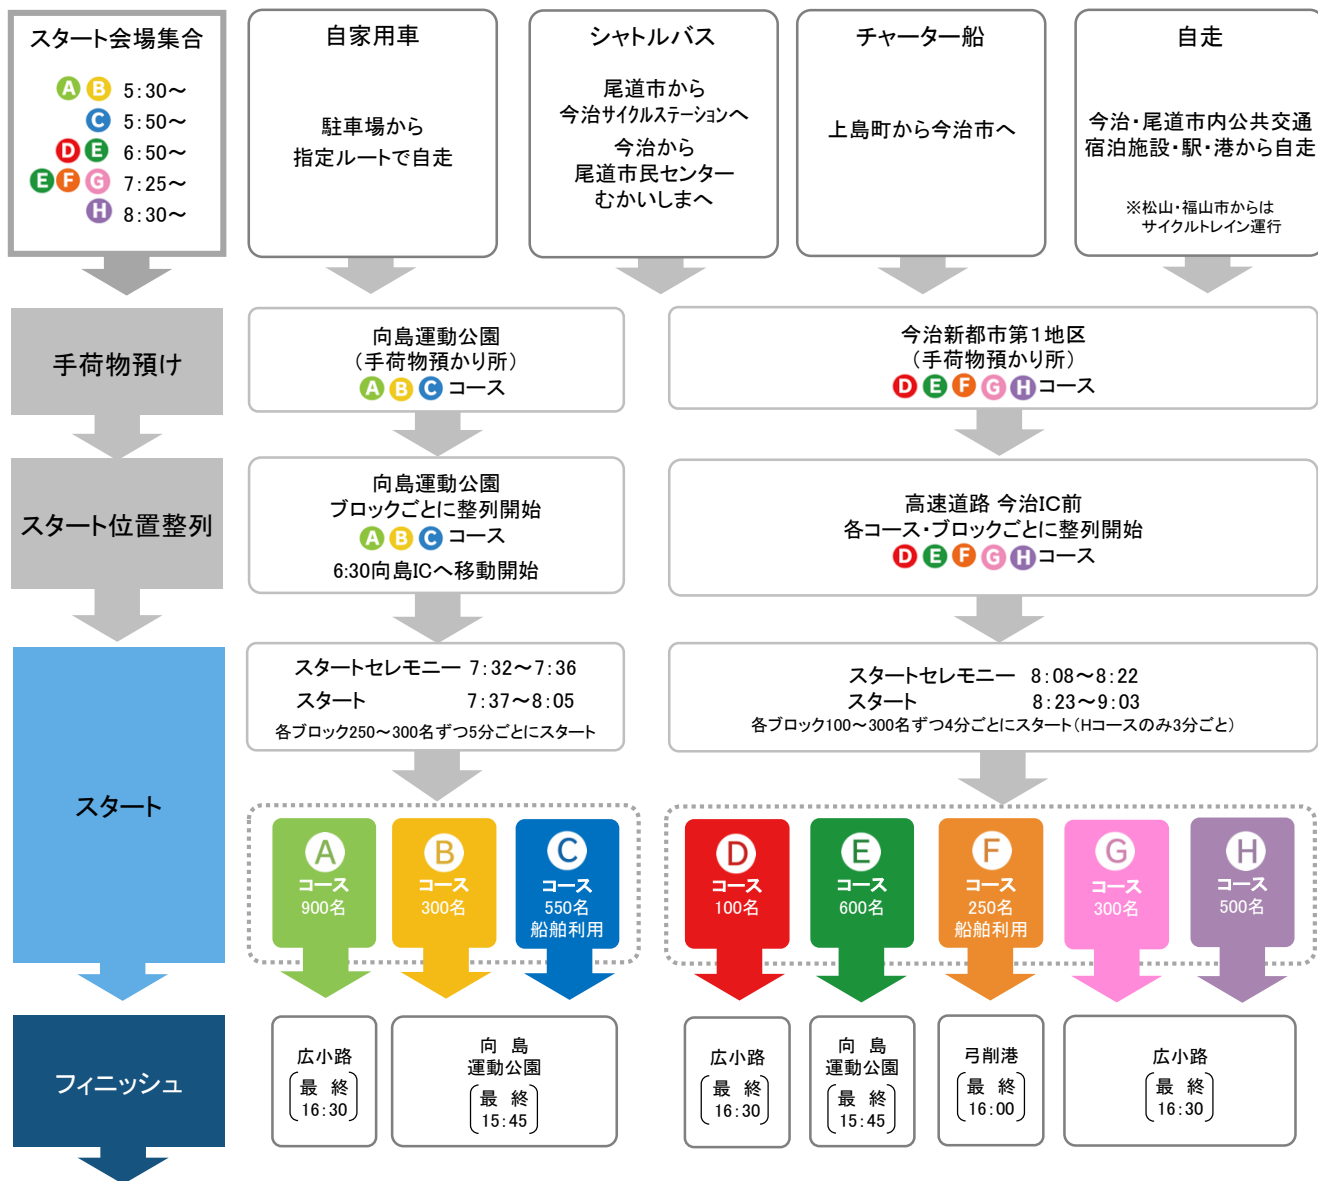 スタート会場集合
A B 5:30～
C 5:50～
D E 6:50～
E F G 7:25～
H 8:30～
自家用車
駐車場から
指定ルートで自走
シャトルバス
尾道市から
今治サイクルステーションへ
今治から
尾道市民センター
むかいしまへ
チャーター船
上島町から今治市へ
自走
今治・尾道市内公共交通
宿泊施設・駅・港から自走
※松山・福山市からは
サイクルトレイン運行
手荷物預け
向島運動公園
（手荷物預かり所）
A B C コース
今治新都市第1地区
（手荷物預かり所）
D E F G H コース
スタート位置整列
向島運動公園
ブロックごとに整列開始
A B C コース
6:30向島ICへ移動開始
高速道路 今治IC前
各コース・ブロックごとに整列開始
D E F G H コース
スタート
スタートセレモニー 7:32～7:36
スタート 7:37～8:05
各ブロック250～300名ずつ5分ごとにスタート
スタートセレモニー 8:08～8:22
スタート 8:23～9:03
各ブロック100～300名ずつ4分ごとにスタート（Hコースのみ3分ごと）
A
コース
900名
B
コース
300名
C
コース
550名
船舶利用
D
コース
100名
E
コース
600名
F
コース
250名
船舶利用
G
コース
300名
H
コース
500名
フィニッシュ
広小路
最 終
16:30
向 島
運動公園
最 終
15:45
広小路
最 終
16:30
向 島
運動公園
最 終
15:45
弓削港
最 終
16:00
広小路
最 終
16:30